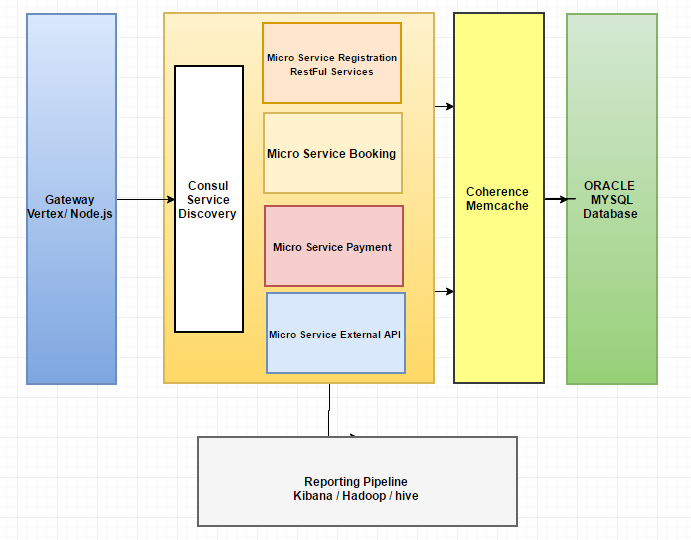 Gateway
Vertex/ Node.js
Consul
Service
Discovery
Micro Service Registration
RestFul Services
Micro Service Booking
Micro Service Payment
Micro Service External API
Coherence
Memcache
ORACLE
MYSQL
Database
Reporting Pipeline
Kibana / Hadoop / hive